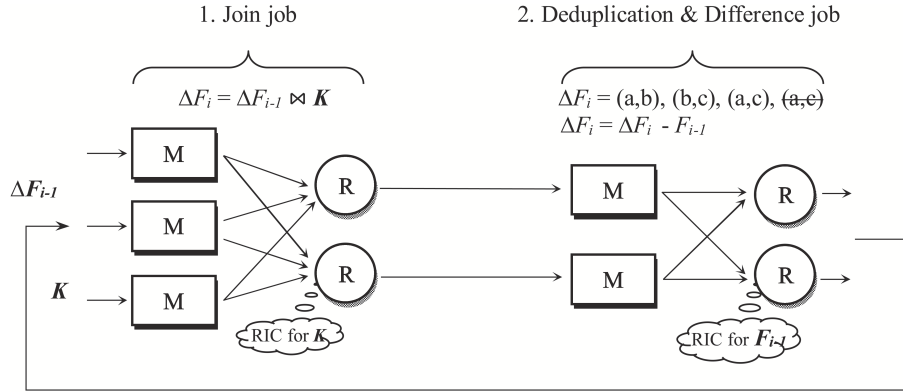 1. Join job
2. Deduplication & Difference job
ΔFi = ΔFi-1 ⋈ K
ΔFi = (a,b), (b,c), (a,c), (a,c)
ΔFi = ΔFi - Fi-1
M
R
M
ΔFi-1
M
R
M
R
K
M
M
R
RIC for K
RIC for Fi-1